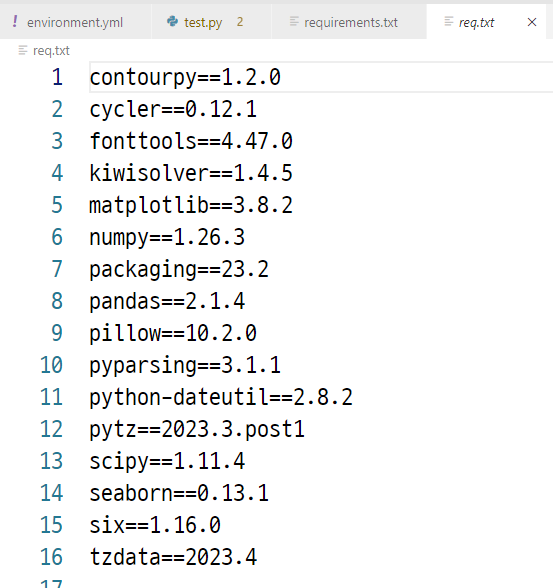 ! environment.yml test.py 2 requirements.txt req.txt ×
req.txt
1 contourpy==1.2.0
2 cycler==0.12.1
3 fonttools==4.47.0
4 kiwisolver==1.4.5
5 matplotlib==3.8.2
6 numpy==1.26.3
7 packaging==23.2
8 pandas==2.1.4
9 pillow==10.2.0
10 pyparsing==3.1.1
11 python-dateutil==2.8.2
12 pytz==2023.3.post1
13 scipy==1.11.4
14 seaborn==0.13.1
15 six==1.16.0
16 tzdata==2023.4
17